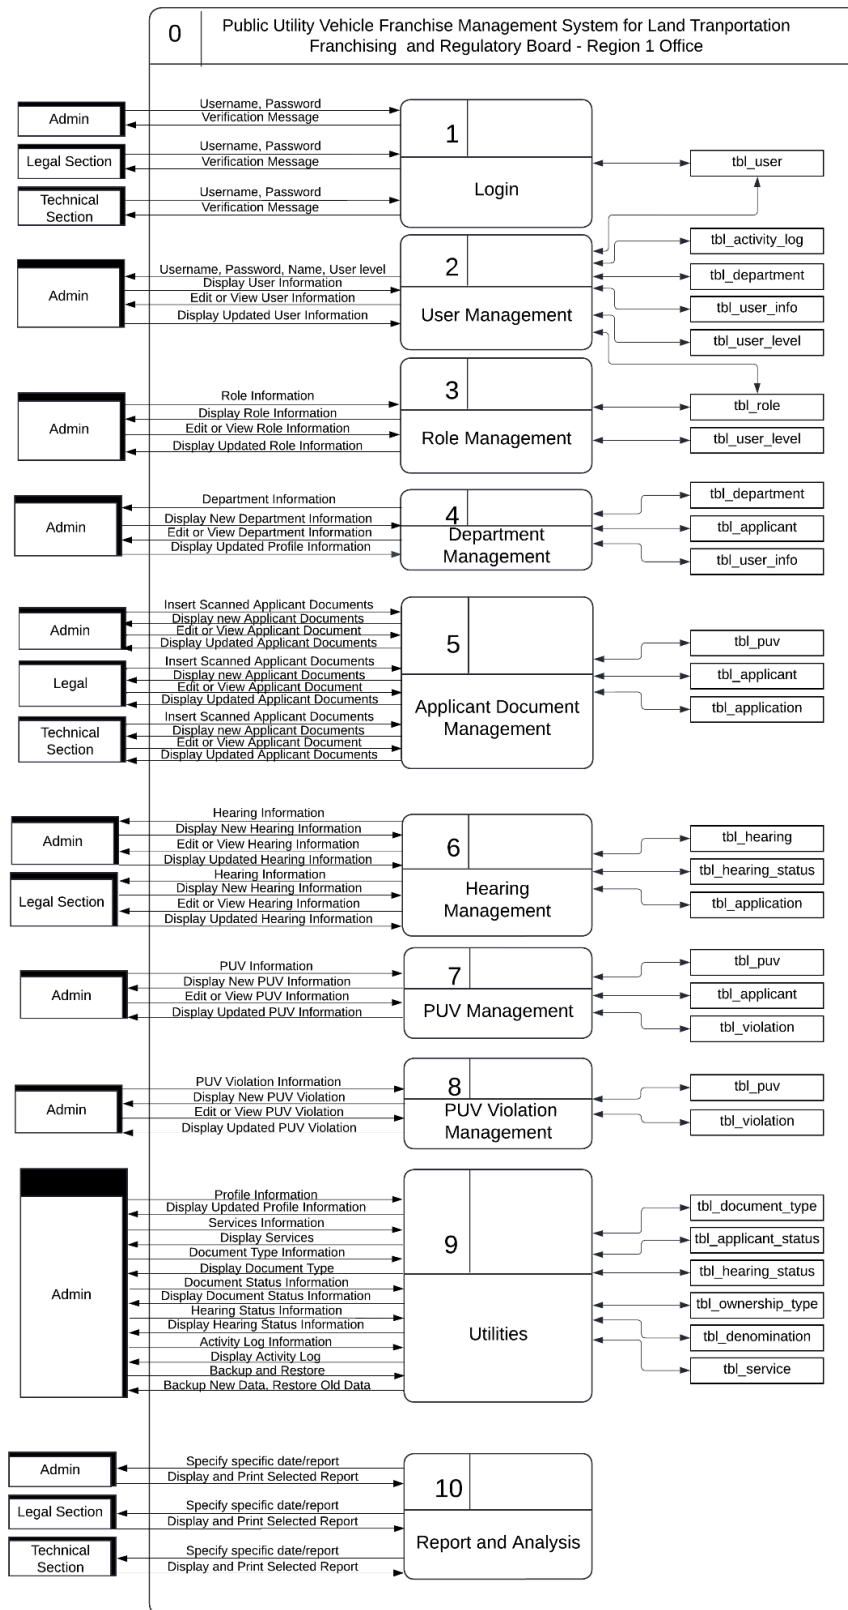 0
Public Utility Vehicle Franchise Management System for Land Tranportation
Franchising and Regulatory Board - Region 1 Office
Admin
Username, Password
Verification Message
Legal Section
Username, Password
Verification Message
Technical
Section
Username, Password
Verification Message
1
Login
tbl_user
Admin
Username, Password, Name, User level
Display User Information
Edit or View User Information
Display Updated User Information
2
User Management
tbl_activity_log
tbl_department
tbl_user_info
tbl_user_level
Admin
Role Information
Display Role Information
Edit or View Role Information
Display Updated Role Information
3
Role Management
tbl_role
tbl_user_level
Admin
Department Information
Display New Department Information
Edit or View Department Information
Display Updated Profile Information
4
Department
Management
tbl_department
tbl_applicant
tbl_user_info
Admin
Insert Scanned Applicant Documents
Display new Applicant Documents
Edit or View Applicant Document
Display Updated Applicant Documents
Legal
Insert Scanned Applicant Documents
Display new Applicant Documents
Edit or View Applicant Document
Display Updated Applicant Documents
Technical
Section
Insert Scanned Applicant Documents
Display new Applicant Documents
Edit or View Applicant Document
Display Updated Applicant Documents
5
Applicant Document
Management
tbl_puv
tbl_applicant
tbl_application
Admin
Hearing Information
Display New Hearing Information
Edit or View Hearing Information
Display Updated Hearing Information
Legal Section
Hearing Information
Display New Hearing Information
Edit or View Hearing Information
Display Updated Hearing Information
6
Hearing
Management
tbl_hearing
tbl_hearing_status
tbl_application
Admin
PUV Information
Display New PUV Information
Edit or View PUV Information
Display Updated PUV Information
7
PUV Management
tbl_puv
tbl_applicant
tbl_violation
Admin
PUV Violation Information
Display New PUV Violation
Edit or View PUV Violation
Display Updated PUV Violation
8
PUV Violation
Management
tbl_puv
tbl_violation
Admin
Profile Information
Display Updated Profile Information
Services Information
Display Services
Document Type Information
Display Document Type
Document Status Information
Display Document Status Information
Hearing Status Information
Display Hearing Status Information
Activity Log Information
Display Activity Log
Backup and Restore
Backup New Data, Restore Old Data
9
Utilities
tbl_document_type
tbl_applicant_status
tbl_hearing_status
tbl_ownership_type
tbl_denomination
tbl_service
Admin
Specify specific date/report
Display and Print Selected Report
Legal Section
Specify specific date/report
Display and Print Selected Report
Technical
Section
Specify specific date/report
Display and Print Selected Report
10
Report and Analysis